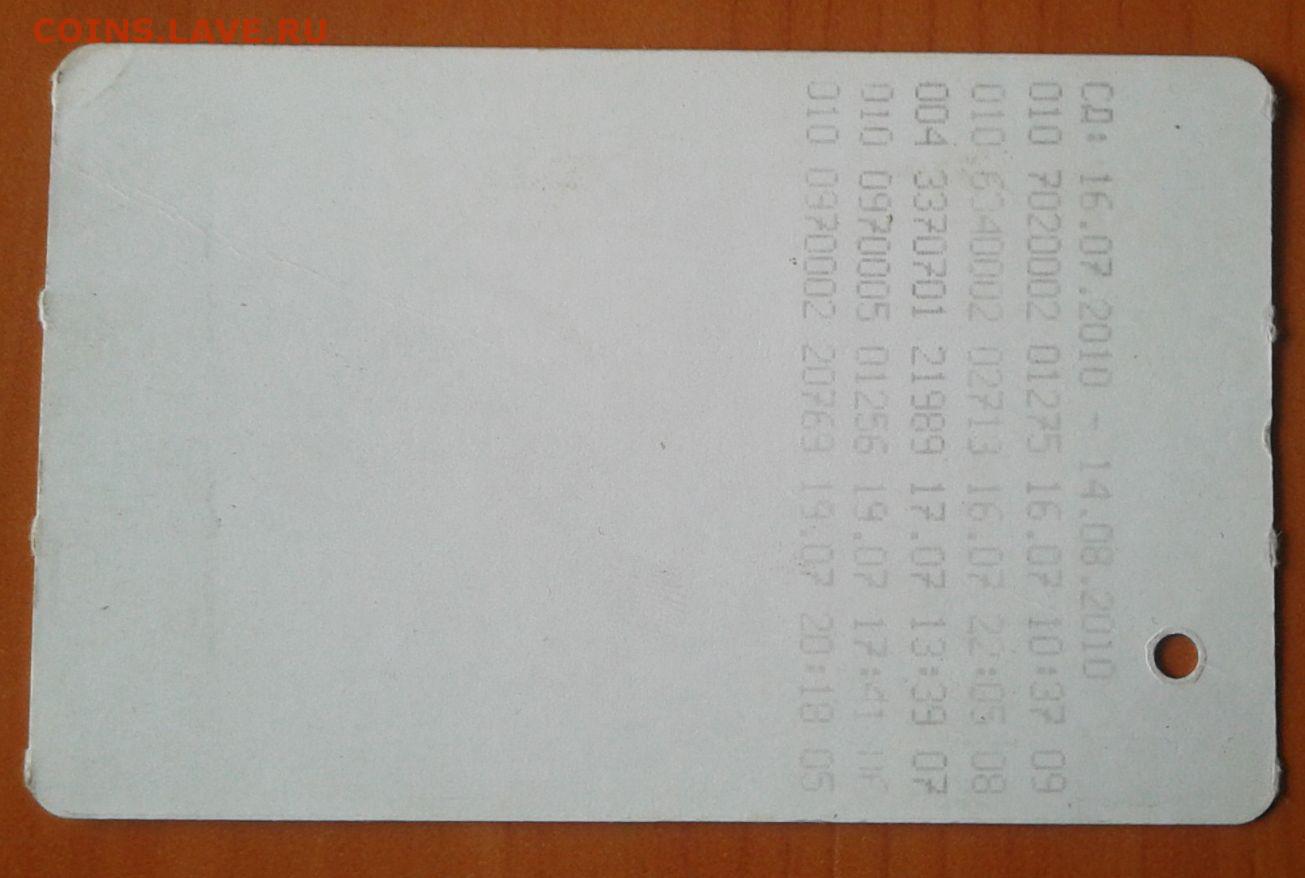 COINS.LAVE.RU
СД: 16.07.2010 - 14.08.2010
010 7020002 01275 16.07 10:37 09
010 6340002 02713 16.07 22:05 08
004 3370701 21989 17.07 13:39 07
010 0970005 01256 19.07 17:41
010 0970002 20769 19.07 20:18 05